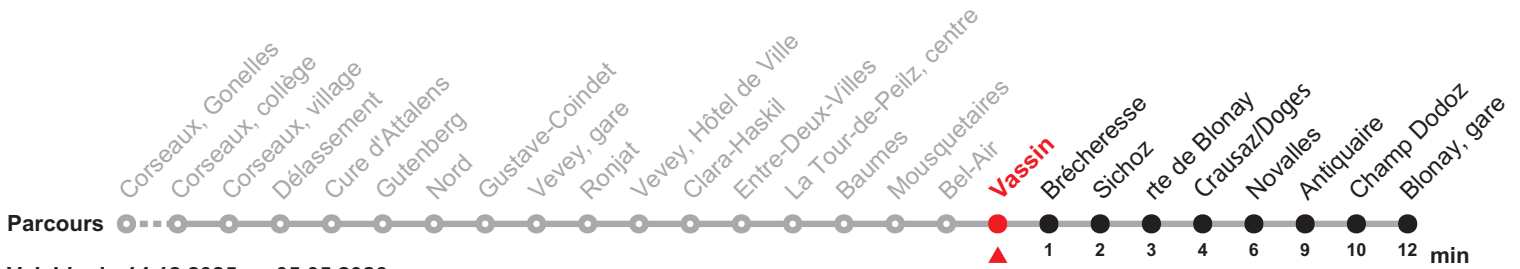 Corseaux, Gonelles
Corseaux, collège
Corseaux, village
Délassement
Cure d'Attalens
Gutenberg
Nord
Gustave-Coindet
Vevey, gare
Ronjat
Vevey, Hôtel de Ville
Clara-Haskil
Entre-Deux-Villes
La Tour-de-Peilz, centre
Baumes
Mousquetaires
Bel-Air
Vassin
Brécheresse
Sichoz
rte de Blonay
Crausaz/Doges
Novalles
Antiquaire
Champ Dodoz
Blonay, gare
Parcours
1 2 3 4 6 9 10 12 min